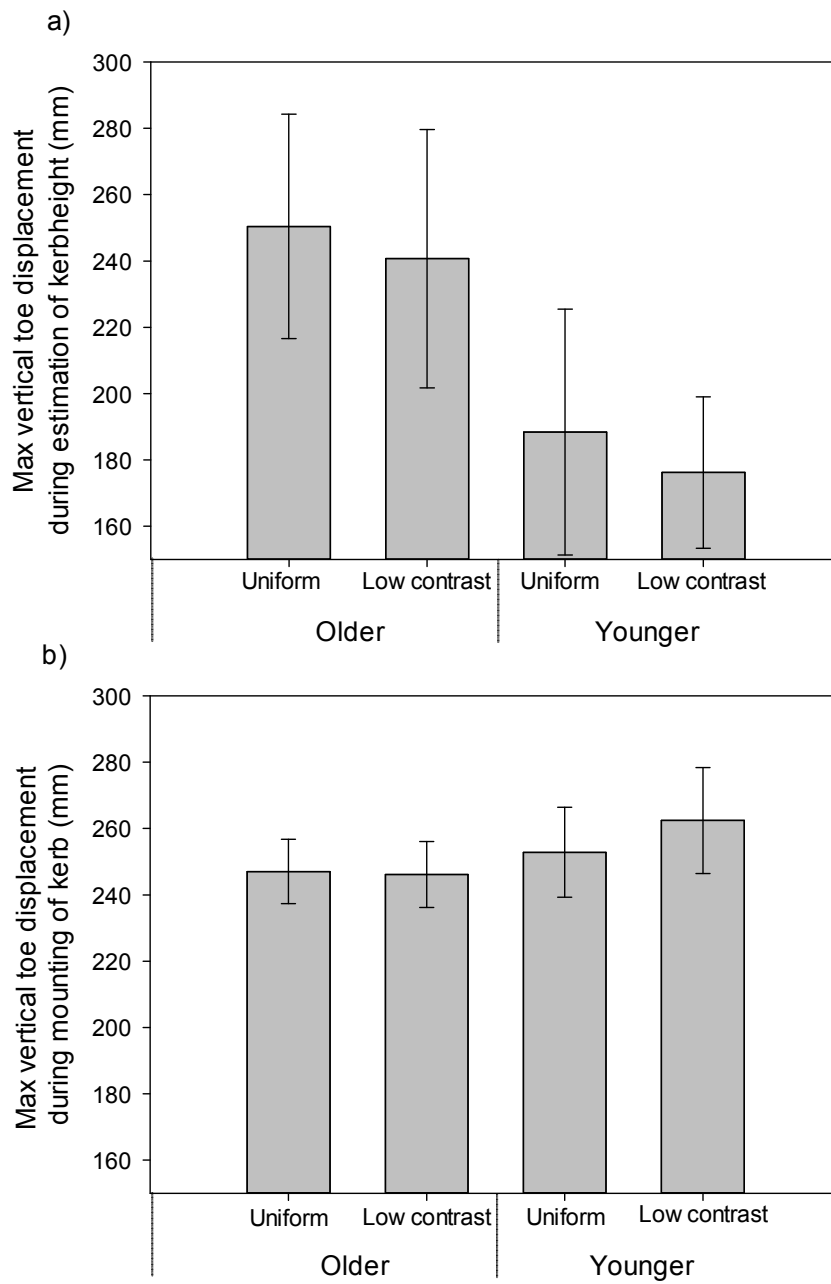 a)
Max vertical toe displacement
during estimation of kerbheight (mm)
300
280
260
240
220
200
180
160
Uniform Low contrast Uniform Low contrast
Older Younger
b)
Max vertical toe displacement
during mounting of kerb (mm)
300
280
260
240
220
200
180
160
Uniform Low contrast Uniform Low contrast
Older Younger